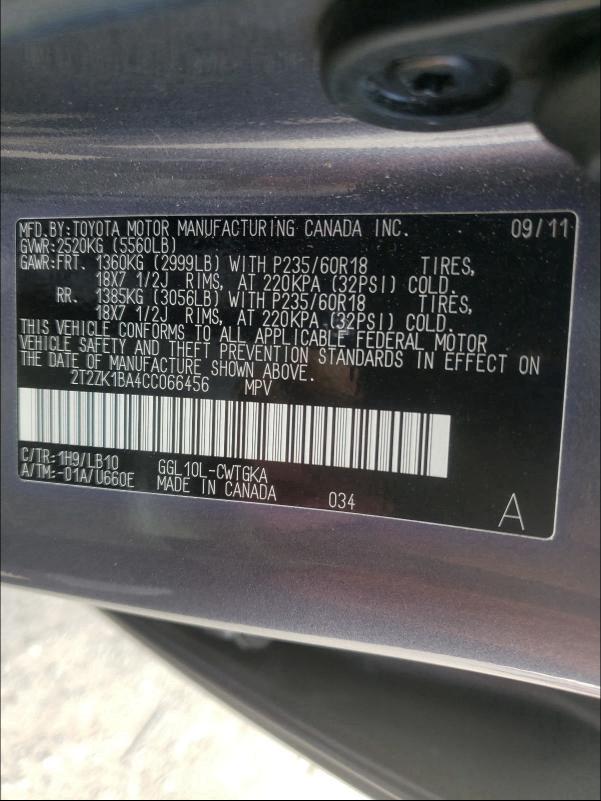 MFD.BY:TOYOTA MOTOR MANUFACTURING CANADA INC. 09/11
GVWR:2520KG (5560LB)
GAWR:FRT. 1360KG (2999LB) WITH P235/60R18 TIRES,
18X7 1/2J RIMS, AT 220KPA (32PSI) COLD.
RR. 1385KG (3056LB) WITH P235/60R18 TIRES,
18X7 1/2J RIMS, AT 220KPA (32PSI) COLD.
THIS VEHICLE CONFORMS TO ALL APPLICABLE FEDERAL MOTOR
VEHICLE SAFETY AND THEFT PREVENTION STANDARDS IN EFFECT ON
THE DATE OF MANUFACTURE SHOWN ABOVE.
2T2ZK1BA4CC066456 MPV
C/TR:1H9/LB10 GGL10L-CWTGKA
A/TM:-01A/U660E MADE IN CANADA 034 A